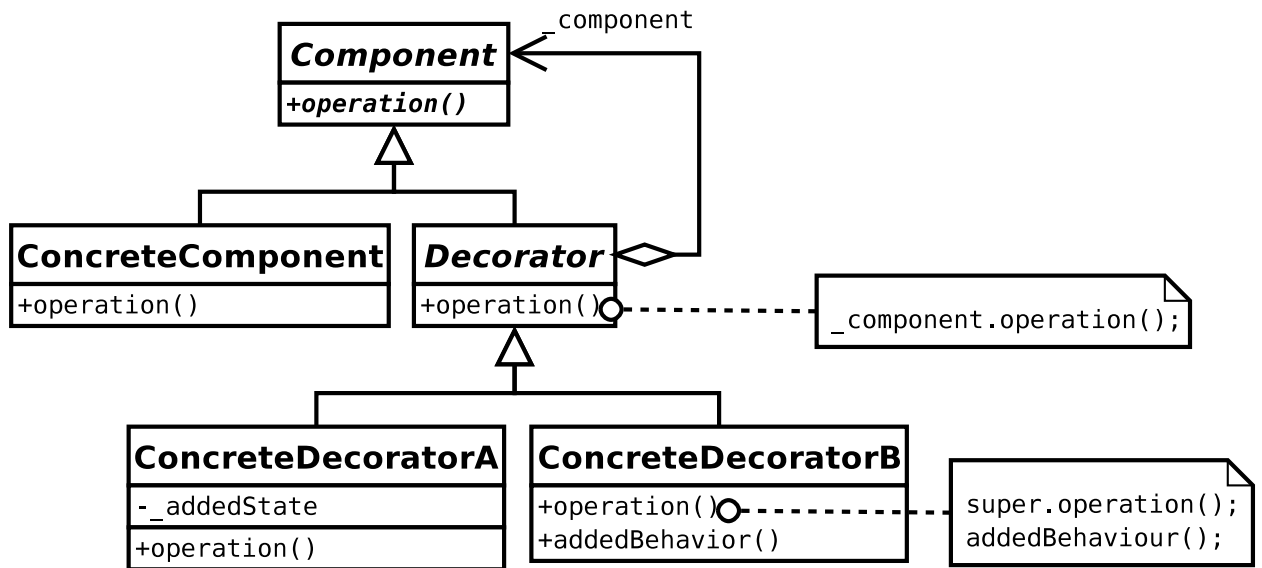 _component
Component
+operation()
ConcreteComponent
+operation()
Decorator
+operation()
_component.operation();
ConcreteDecoratorA
-_addedState
+operation()
ConcreteDecoratorB
+operation()
+addedBehavior()
super.operation();
addedBehaviour();